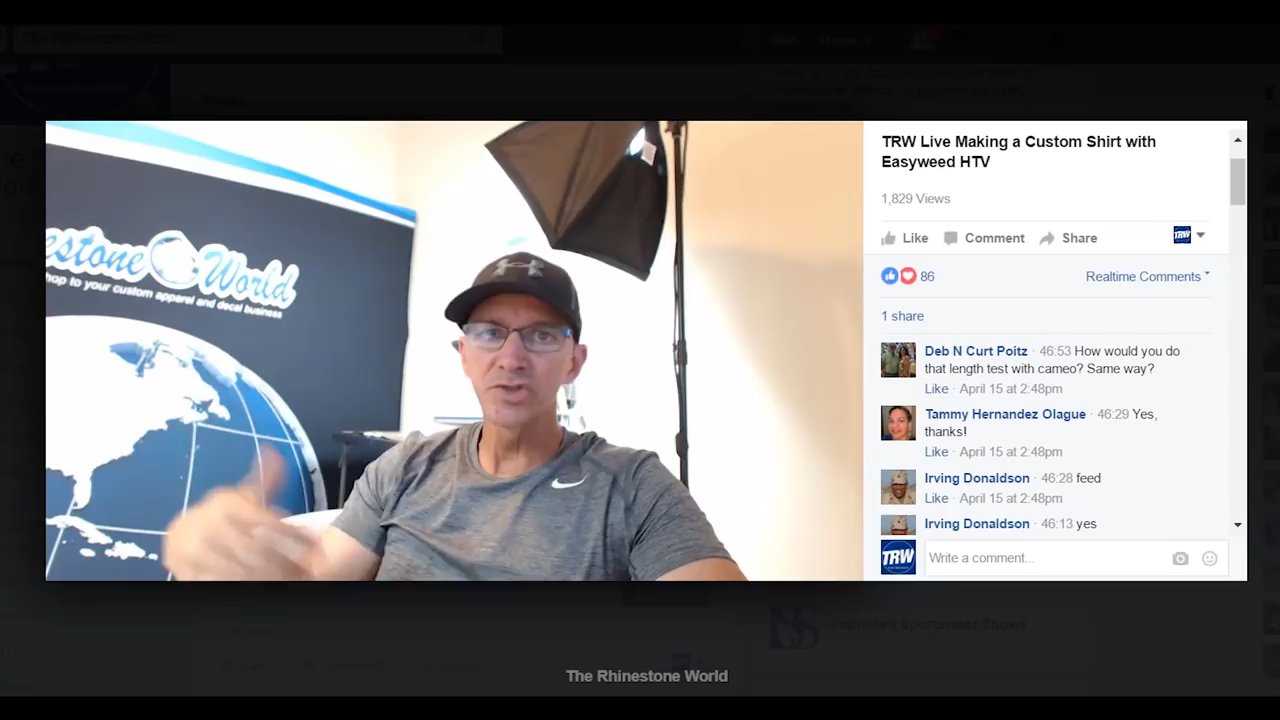 TRW Live Making a Custom Shirt with
Easyweed HTV
1,829 Views
Like Comment Share TRW
86 Realtime Comments
1 share
Deb N Curt Poitz · 46:53 How would you do
that length test with cameo? Same way?
Like · April 15 at 2:48pm
Tammy Hernandez Olague · 46:29 Yes,
thanks!
Like · April 15 at 2:48pm
Irving Donaldson · 46:28 feed
Like · April 15 at 2:48pm
Irving Donaldson · 46:13 yes
TRW Write a comment...
estone World
hop to your custom apparel and decal business
The Rhinestone World
Sportswear Shows